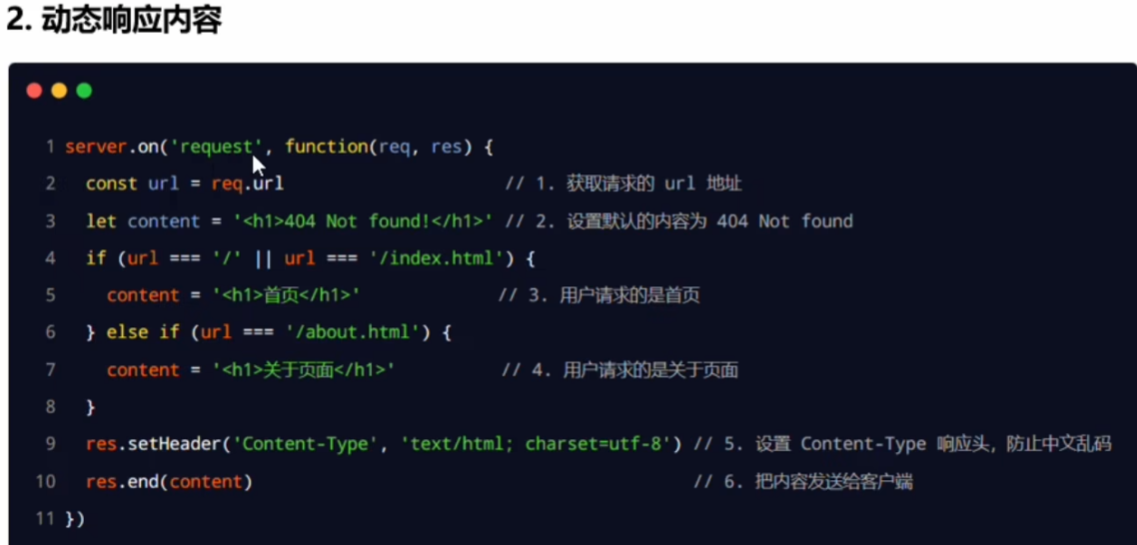 2. 动态响应内容
1 server.on('request', function(req, res) {
2 const url = req.url // 1. 获取请求的 url 地址
3 let content = '<h1>404 Not found!</h1>' // 2. 设置默认的内容为 404 Not found
4 if (url === '/' || url === '/index.html') {
5 content = '<h1>首页</h1>' // 3. 用户请求的是首页
6 } else if (url === '/about.html') {
7 content = '<h1>关于页面</h1>' // 4. 用户请求的是关于页面
8 }
9 res.setHeader('Content-Type', 'text/html; charset=utf-8') // 5. 设置 Content-Type 响应头，防止中文乱码
10 res.end(content) // 6. 把内容发送给客户端
11 })